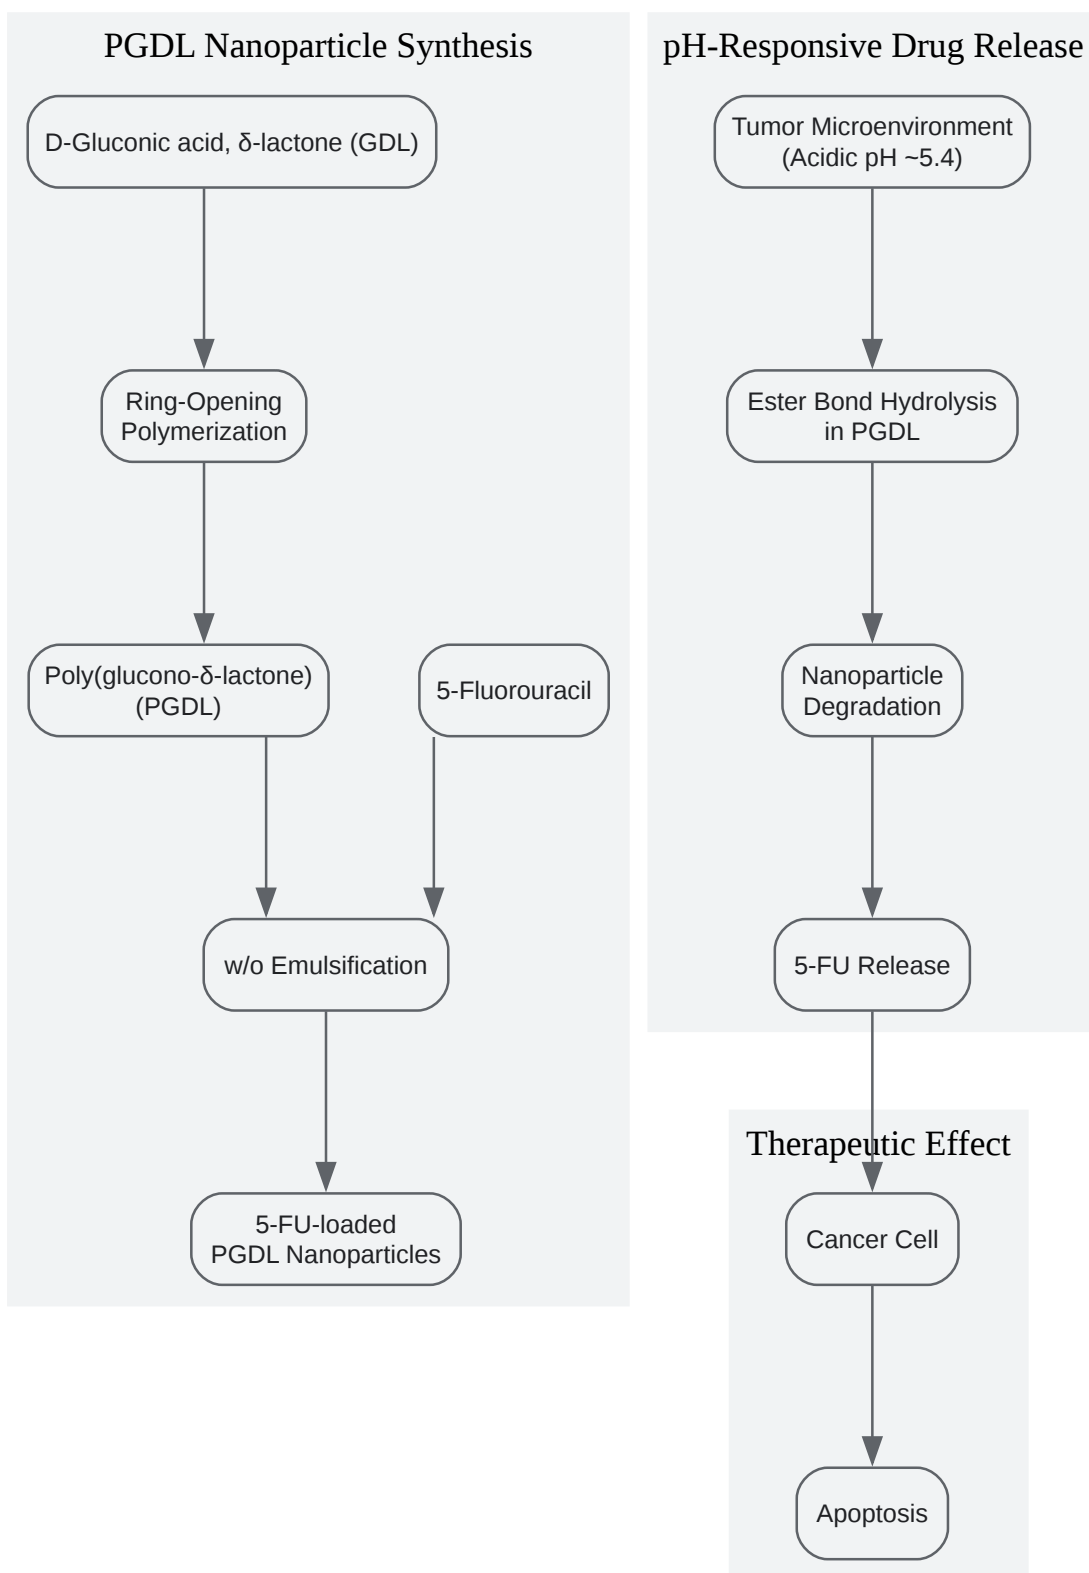 PGDL Nanoparticle Synthesis
D-Gluconic acid, δ-lactone (GDL)
Ring-Opening
Polymerization
Poly(glucono-δ-lactone)
(PGDL)
5-Fluorouracil
w/o Emulsification
5-FU-loaded
PGDL Nanoparticles
pH-Responsive Drug Release
Tumor Microenvironment
(Acidic pH ~5.4)
Ester Bond Hydrolysis
in PGDL
Nanoparticle
Degradation
5-FU Release
Therapeutic Effect
Cancer Cell
Apoptosis